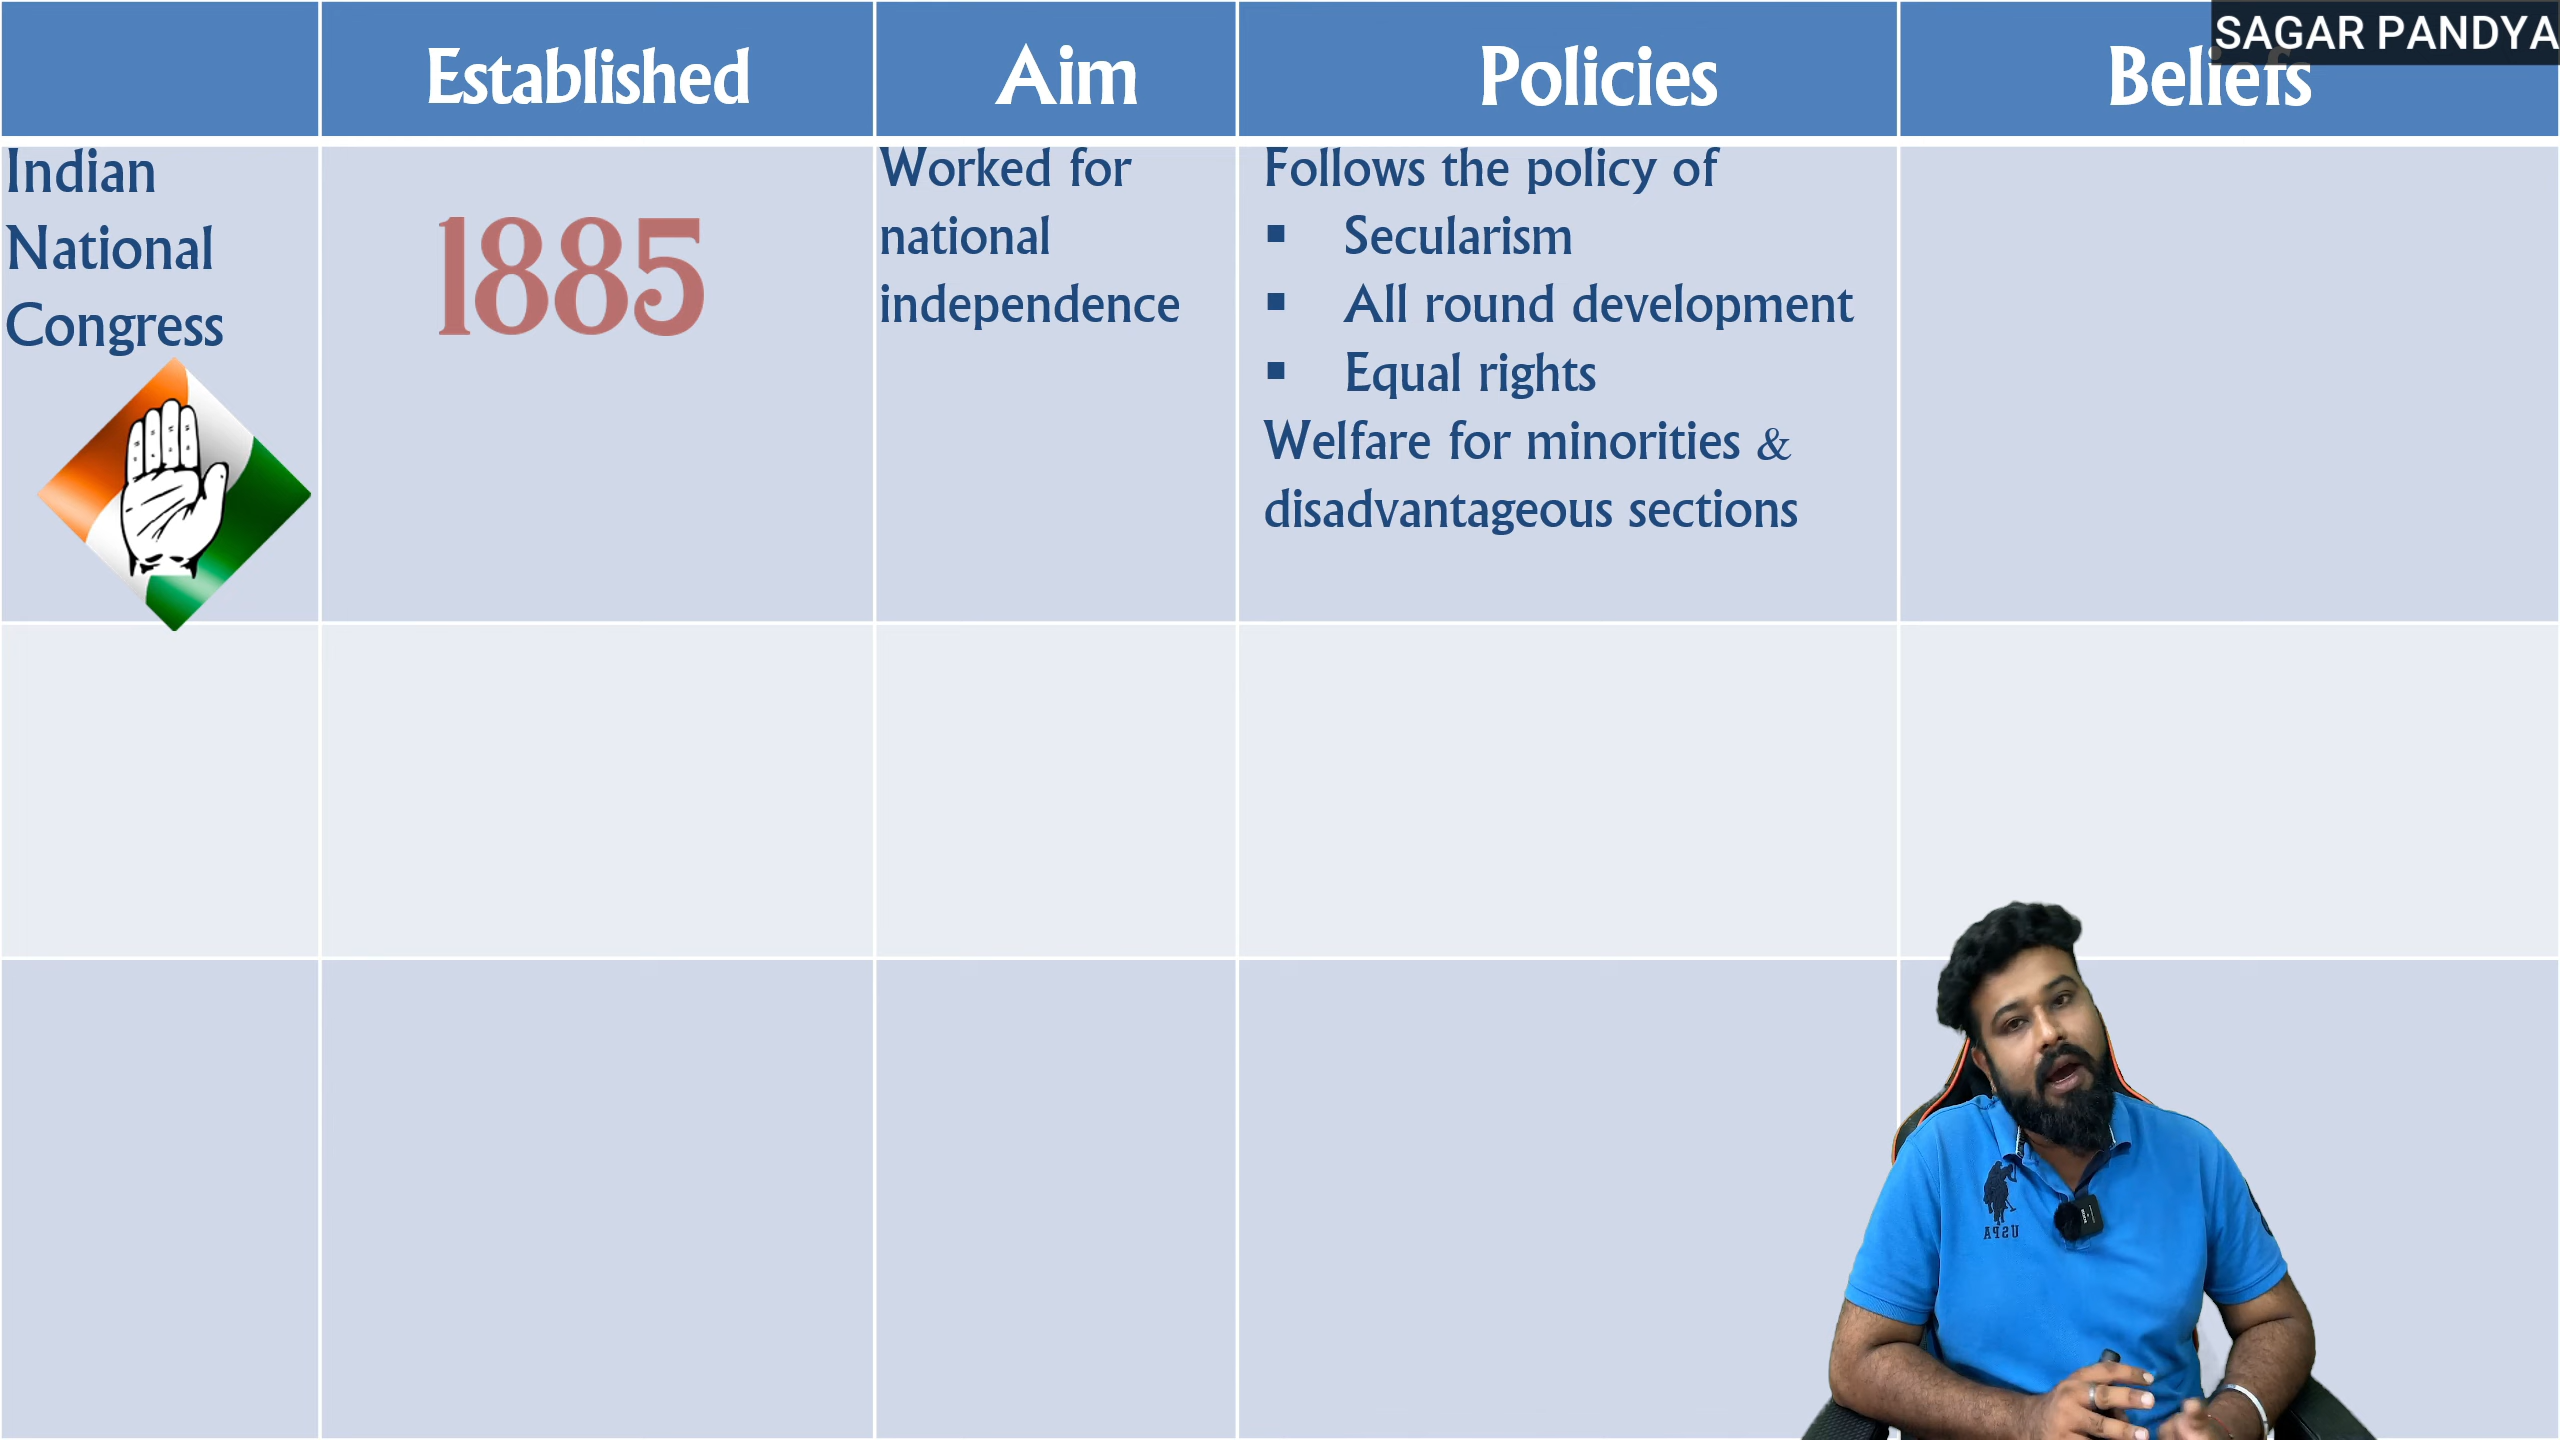 SAGAR PANDYA
Established
Aim
Policies
Beliefs
Indian
National
Congress
1885
Worked for
national
independence
Follows the policy of
▪ Secularism
▪ All round development
▪ Equal rights
Welfare for minorities &
disadvantageous sections
USPA